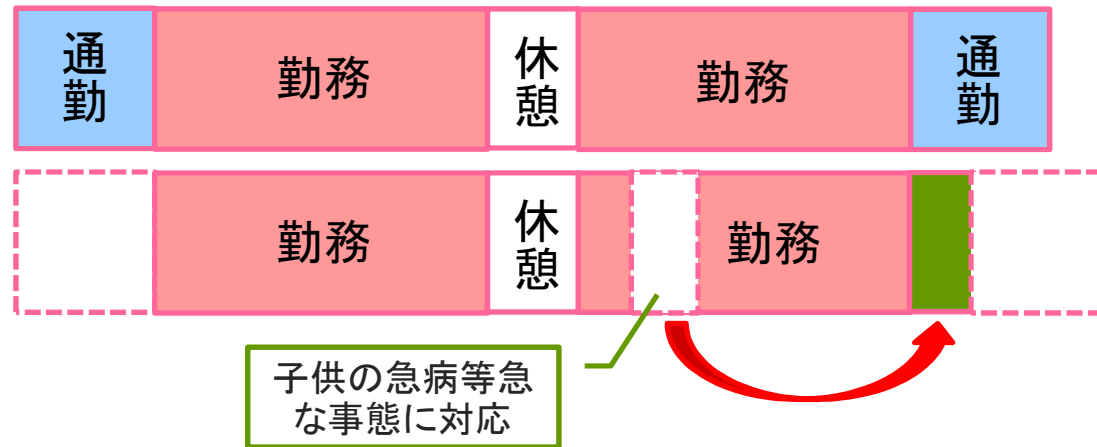 通勤
勤務
休憩
勤務
通勤
勤務
休憩
勤務
子供の急病等急
な事態に対応